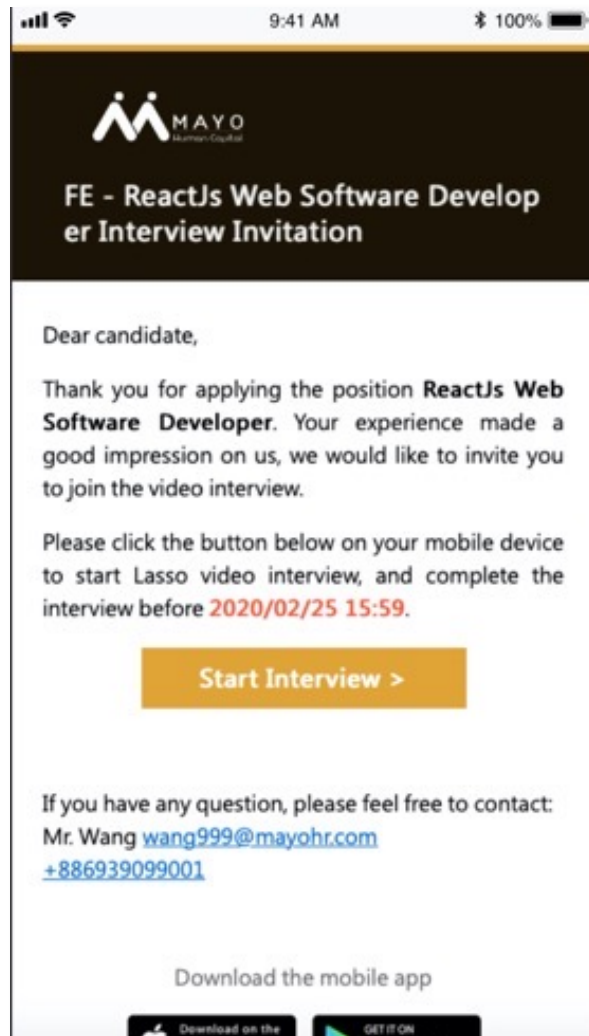 9:41 AM
100%
MAYO
Human Capital
FE - ReactJs Web Software Develop
er Interview Invitation
Dear candidate,
Thank you for applying the position ReactJs Web
Software Developer. Your experience made a
good impression on us, we would like to invite you
to join the video interview.
Please click the button below on your mobile device
to start Lasso video interview, and complete the
interview before 2020/02/25 15:59.
Start Interview >
If you have any question, please feel free to contact:
Mr. Wang wang999@mayohr.com
+886939099001
Download the mobile app
Download on the
GET IT ON